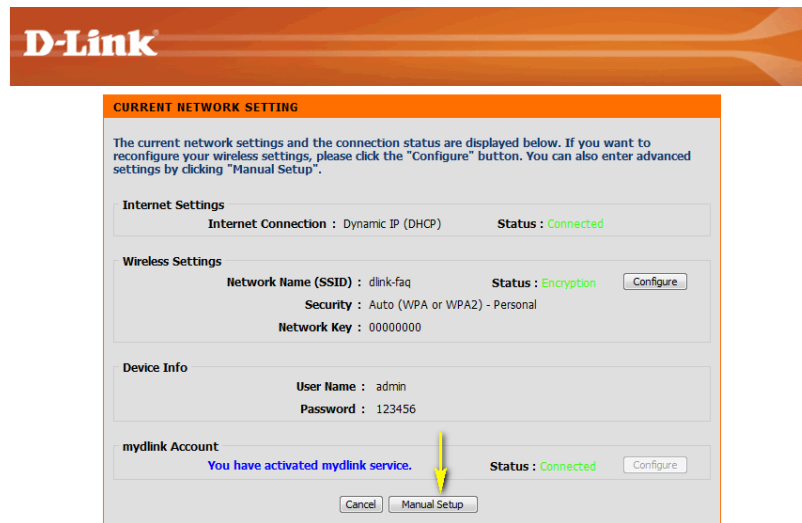 D-Link
CURRENT NETWORK SETTING
The current network settings and the connection status are displayed below. If you want to
reconfigure your wireless settings, please click the "Configure" button. You can also enter advanced
settings by clicking "Manual Setup".
Internet Settings
Internet Connection : Dynamic IP (DHCP) Status : Connected
Wireless Settings
Network Name (SSID) : dlink-faq Status : Encryption Configure
Security : Auto (WPA or WPA2) - Personal
Network Key : 00000000
Device Info
User Name : admin
Password : 123456
mydlink Account
You have activated mydlink service. Status : Connected Configure
Cancel Manual Setup